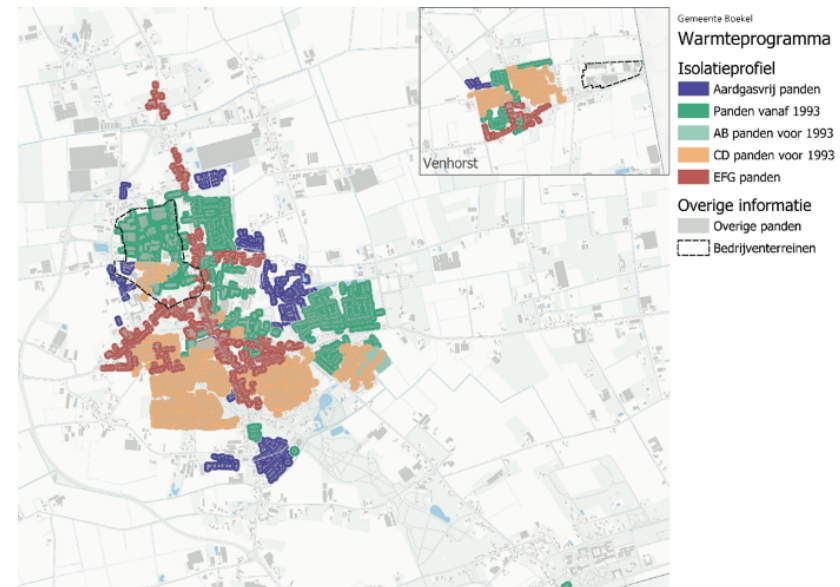 Gemeente Boekel
Warmteprogramma
Isolatieprofiel
Aardgasvrij panden
Panden vanaf 1993
AB panden voor 1993
CD panden voor 1993
EFG panden
Overige informatie
Overige panden
Bedrijventerreinen
Venhorst